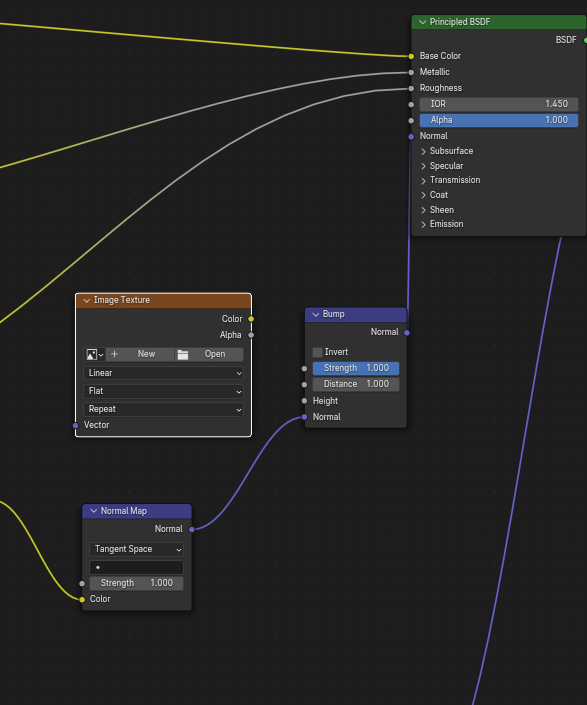 Principled BSDF
BSDF
Base Color
Metallic
Roughness
IOR 1.450
Alpha 1.000
Normal
Subsurface
Specular
Transmission
Coat
Sheen
Emission
Image Texture
Color
Alpha
New Open
Linear
Flat
Repeat
Vector
Bump
Normal
Invert
Strength 1.000
Distance 1.000
Height
Normal
Normal Map
Normal
Tangent Space
Strength 1.000
Color